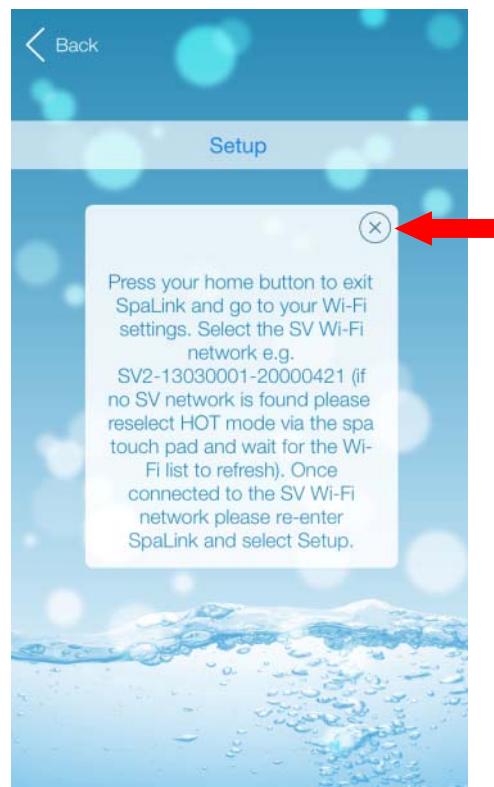 Back
Setup
Press your home button to exit
SpaLink and go to your Wi-Fi
settings. Select the SV Wi-Fi
network e.g.
SV2-13030001-20000421 (if
no SV network is found please
reselect HOT mode via the spa
touch pad and wait for the Wi-
Fi list to refresh). Once
connected to the SV Wi-Fi
network please re-enter
SpaLink and select Setup.